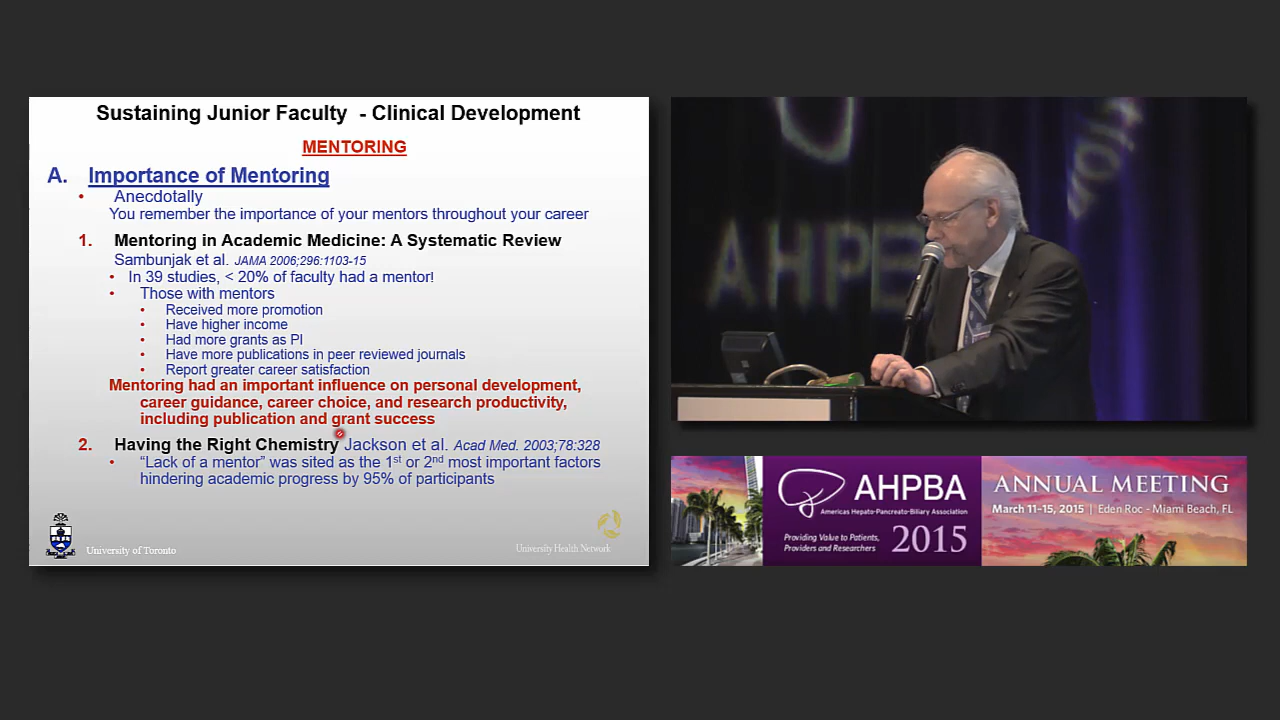 Sustaining Junior Faculty - Clinical Development
MENTORING
A. Importance of Mentoring
• Anecdotally
You remember the importance of your mentors throughout your career
1. Mentoring in Academic Medicine: A Systematic Review
Sambunjak et al. JAMA 2006;296:1103-15
• In 39 studies, < 20% of faculty had a mentor!
• Those with mentors
• Received more promotion
• Have higher income
• Had more grants as PI
• Have more publications in peer reviewed journals
• Report greater career satisfaction
Mentoring had an important influence on personal development,
career guidance, career choice, and research productivity,
including publication and grant success
2. Having the Right Chemistry Jackson et al. Acad Med. 2003;78:328
• “Lack of a mentor” was sited as the 1st or 2nd most important factors
hindering academic progress by 95% of participants
University of Toronto
University Health Network
AHPB
tion
AHPBA
Americas Hepato-Pancreato-Biliary Association
2015
Providing Value to Patients,
Providers and Researchers
ANNUAL MEETING
March 11-15, 2015 | Eden Roc - Miami Beach, FL